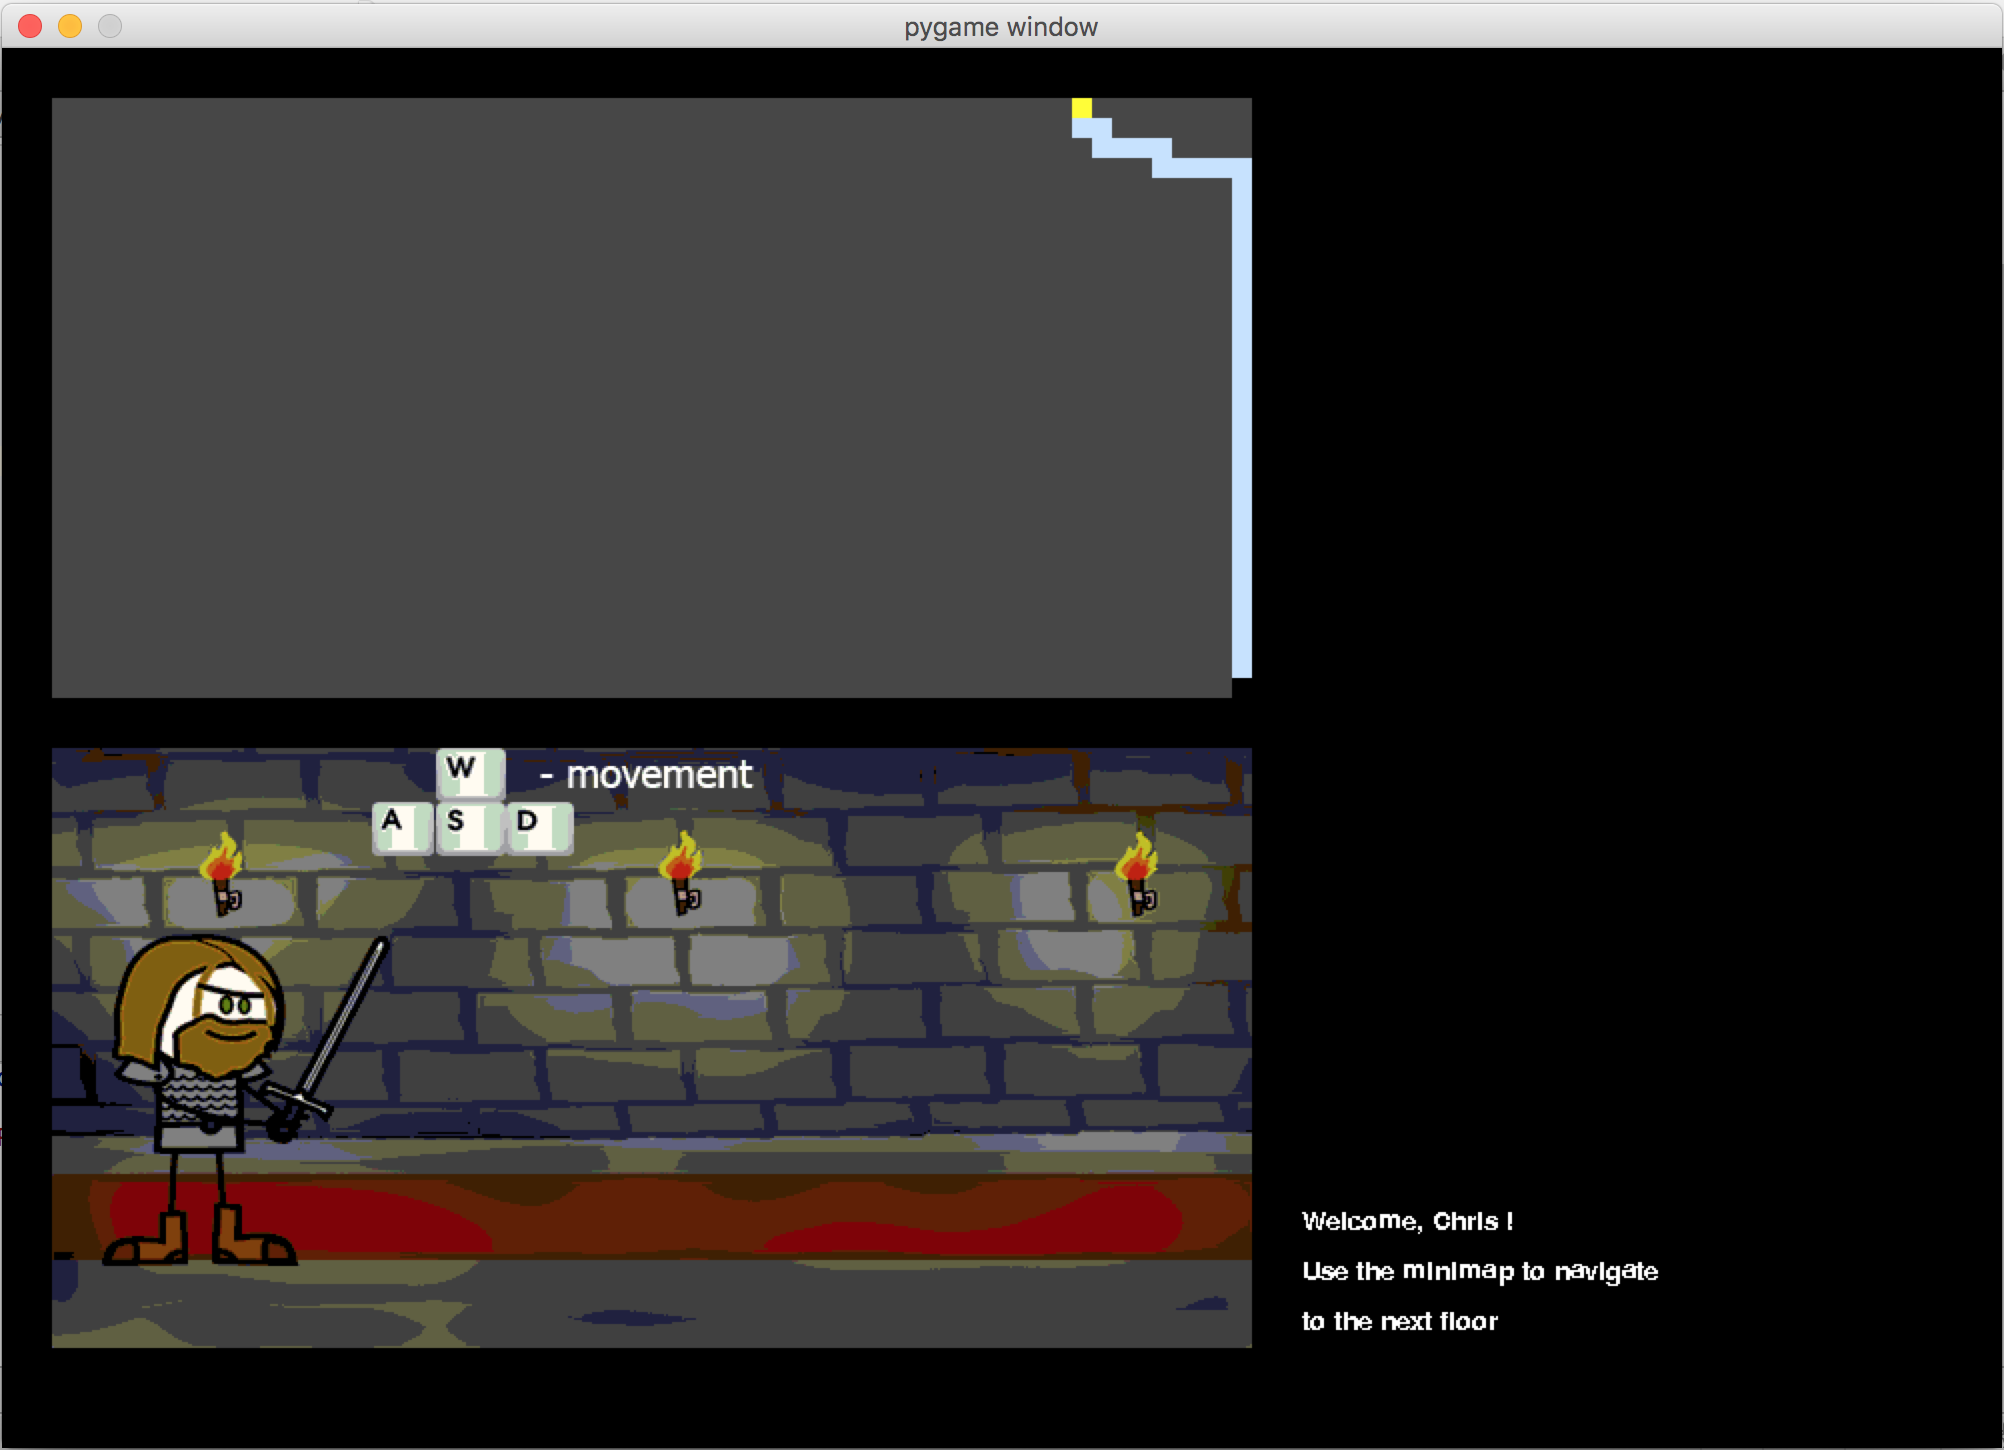 pygame window
W - movement
A S D
Welcome, Chris !
Use the minimap to navigate
to the next floor